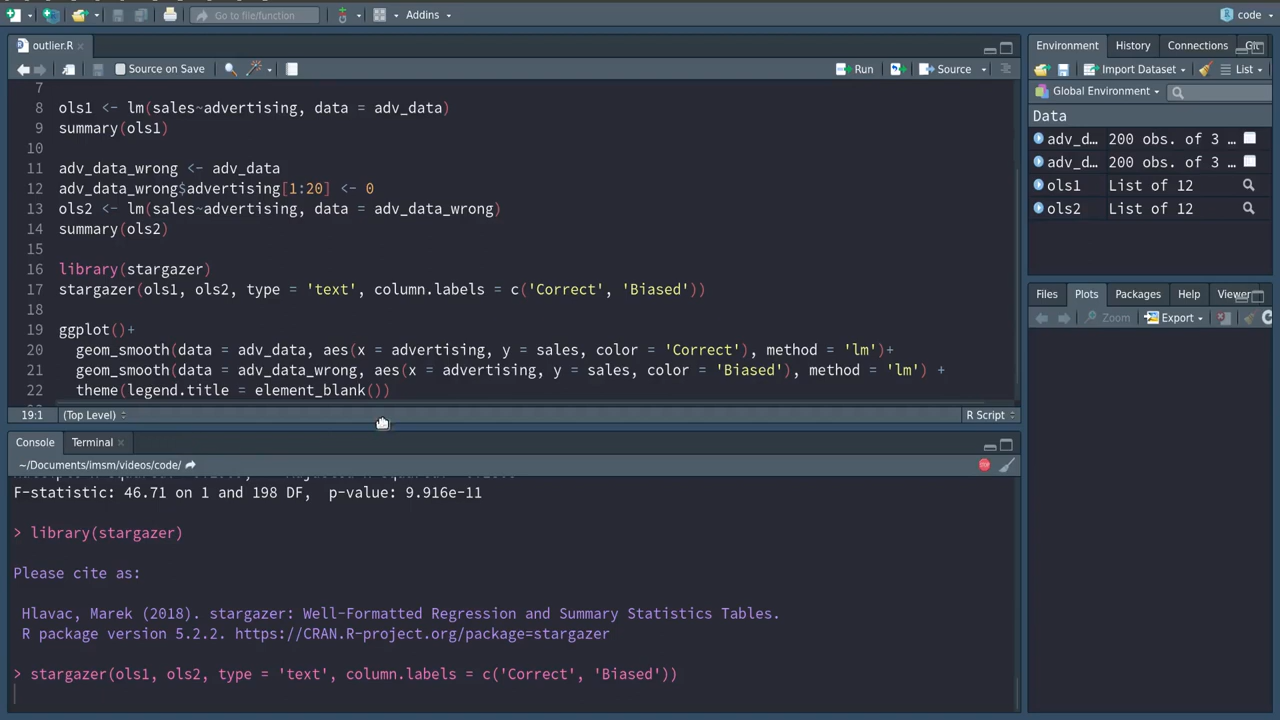 Go to file/function
Addins
code
outlier.R
Source on Save
Run
Source
7
8 ols1 <- lm(sales~advertising, data = adv_data)
9 summary(ols1)
10
11 adv_data_wrong <- adv_data
12 adv_data_wrong$advertising[1:20] <- 0
13 ols2 <- lm(sales~advertising, data = adv_data_wrong)
14 summary(ols2)
15
16 library(stargazer)
17 stargazer(ols1, ols2, type = 'text', column.labels = c('Correct', 'Biased'))
18
19 ggplot()+
20 geom_smooth(data = adv_data, aes(x = advertising, y = sales, color = 'Correct'), method = 'lm')+
21 geom_smooth(data = adv_data_wrong, aes(x = advertising, y = sales, color = 'Biased'), method = 'lm') +
22 theme(legend.title = element_blank())
19:1 (Top Level) R Script
Console Terminal
~/Documents/imsm/videos/code/
F-statistic: 46.71 on 1 and 198 DF, p-value: 9.916e-11
> library(stargazer)
Please cite as:
Hlavac, Marek (2018). stargazer: Well-Formatted Regression and Summary Statistics Tables.
R package version 5.2.2. https://CRAN.R-project.org/package=stargazer
> stargazer(ols1, ols2, type = 'text', column.labels = c('Correct', 'Biased'))
Environment History Connections Git
Import Dataset List
Global Environment
Data
adv_d… 200 obs. of 3 …
adv_d… 200 obs. of 3 …
ols1 List of 12
ols2 List of 12
Files Plots Packages Help Viewer
Zoom Export